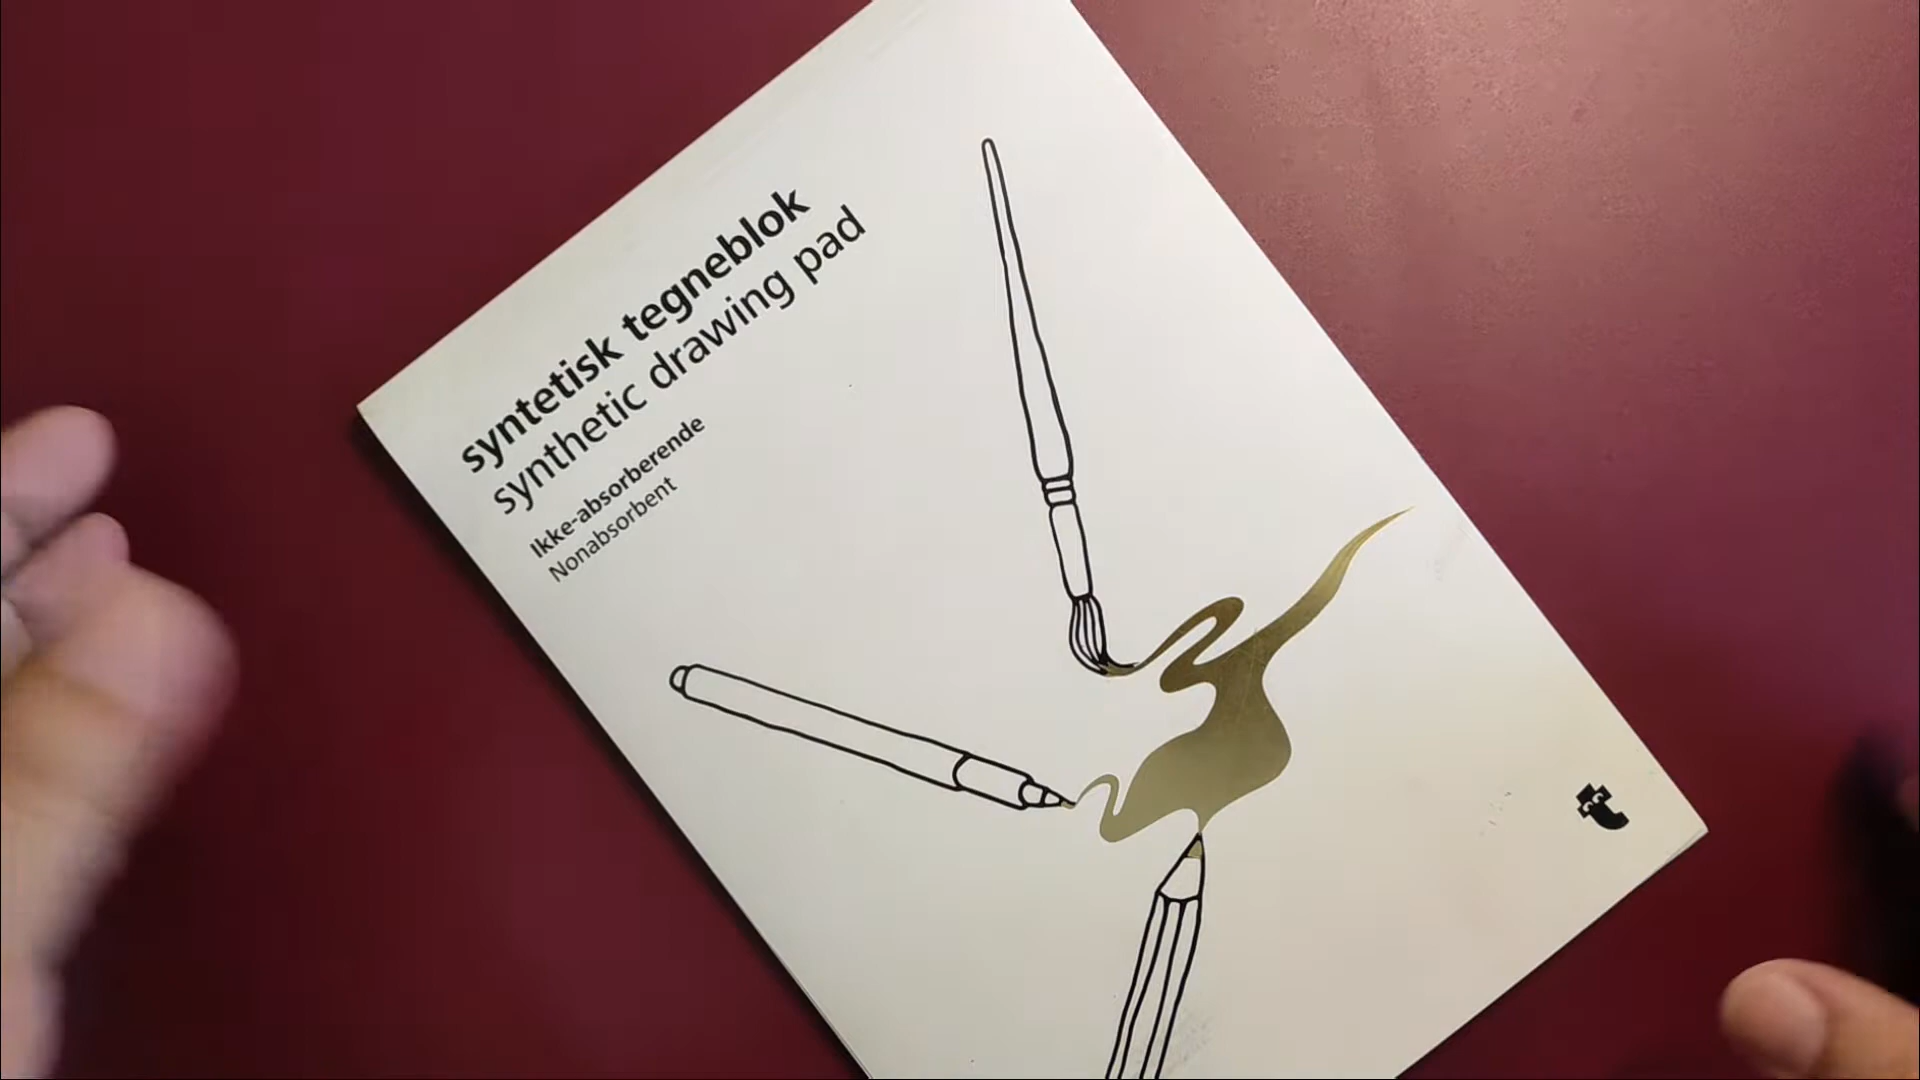 syntetisk tegneblok
synthetic drawing pad
Ikke-absorberende
Nonabsorbent